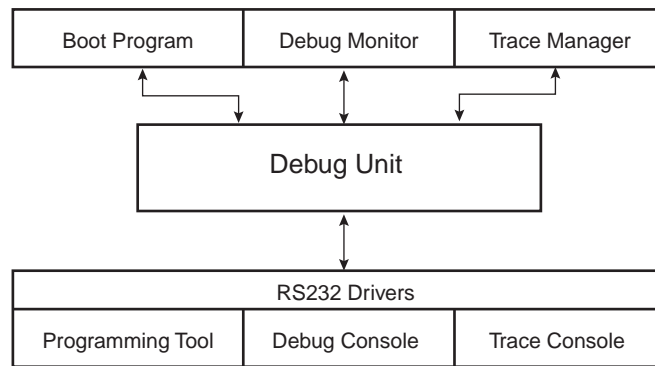 Boot Program Debug Monitor Trace Manager
Debug Unit
RS232 Drivers
Programming Tool Debug Console Trace Console